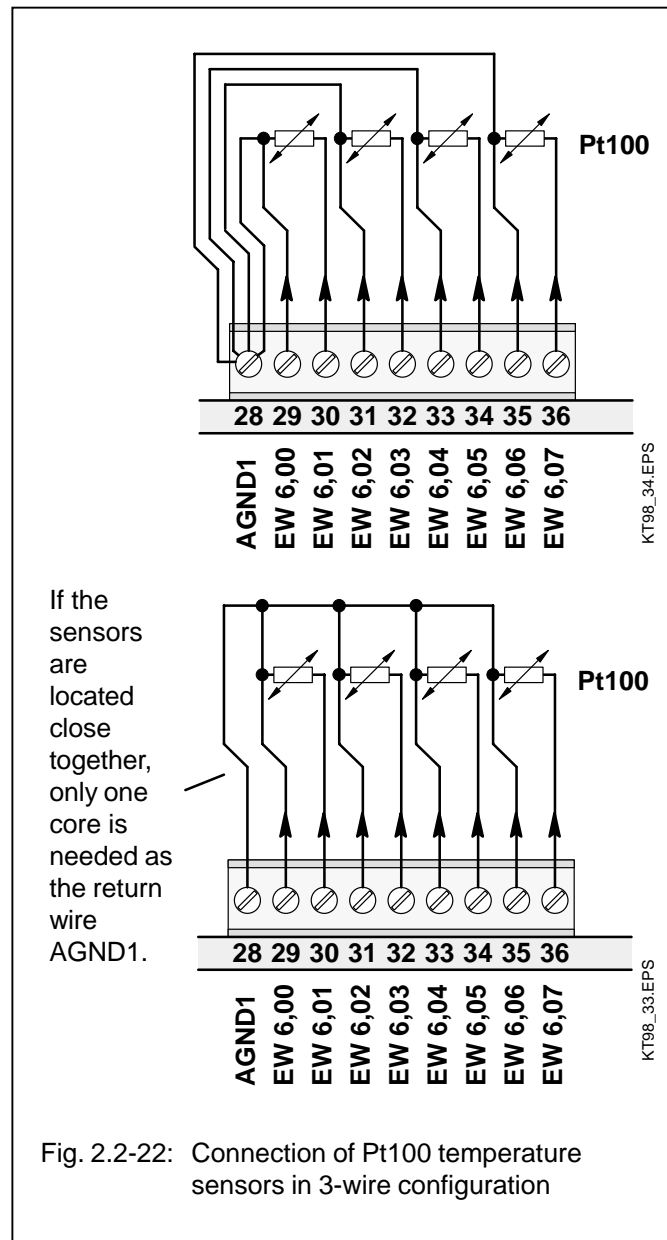 Pt100
28 29 30 31 32 33 34 35 36
AGND1
EW 6,00
EW 6,01
EW 6,02
EW 6,03
EW 6,04
EW 6,05
EW 6,06
EW 6,07
KT98_34.EPS
If the
sensors
are
located
close
together,
only one
core is
needed as
the return
wire
AGND1.
Pt100
28 29 30 31 32 33 34 35 36
AGND1
EW 6,00
EW 6,01
EW 6,02
EW 6,03
EW 6,04
EW 6,05
EW 6,06
EW 6,07
KT98_33.EPS
Fig. 2.2-22: Connection of Pt100 temperature
sensors in 3-wire configuration